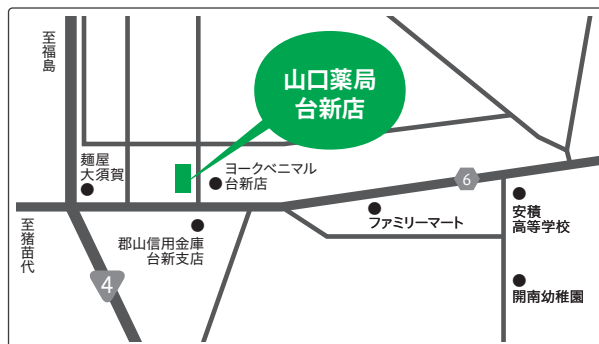 至福島
山口薬局
台新店
麺屋
大須賀
ヨークベニマル
台新店
6
至猪苗代
郡山信用金庫
台新支店
ファミリーマート
安積
高等学校
4
開南幼稚園